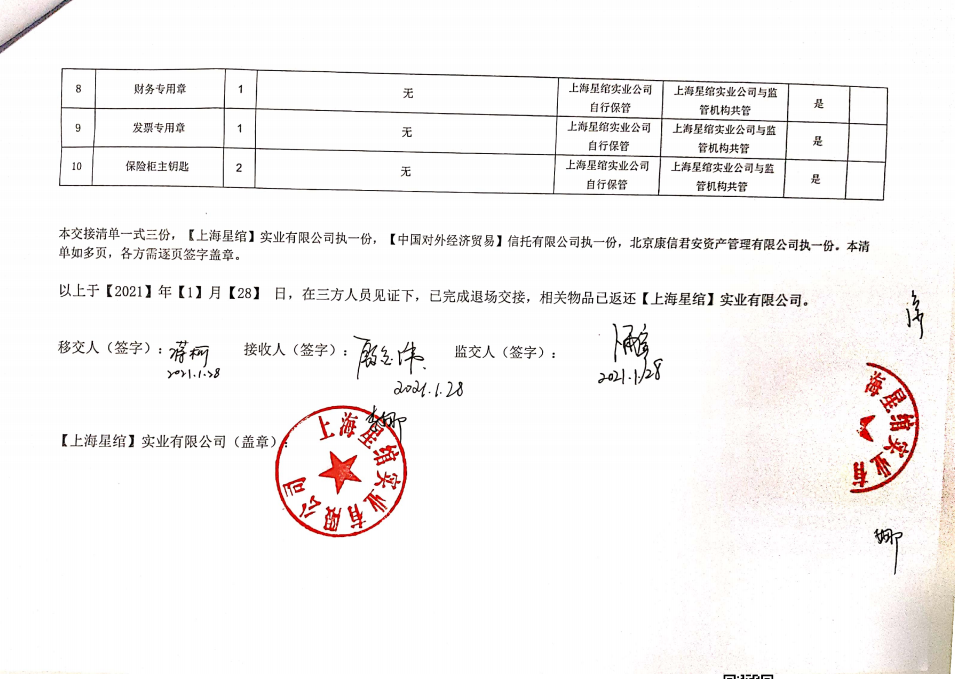 8 财务专用章 1 无 上海星绾实业公司自行保管 上海星绾实业公司与监管机构共管 是
9 发票专用章 1 无 上海星绾实业公司自行保管 上海星绾实业公司与监管机构共管 是
10 保险柜主钥匙 2 无 上海星绾实业公司自行保管 上海星绾实业公司与监管机构共管 是
本交接清单一式三份,【上海星绾】实业有限公司执一份,【中国对外经济贸易】信托有限公司执一份,北京康信君安资产管理有限公司执一份。本清
单如多页,各方需逐页签字盖章。
以上于【2021】年【1】月【28】 日,在三方人员见证下,已完成退场交接,相关物品已返还【上海星绾】实业有限公司。
移交人(签字): 接收人(签字): 监交人(签字):
2021.1.28 2021.1.28 2021.1.28
【上海星绾】实业有限公司(盖章):
上海星绾实业有限公司
海星绾实业有